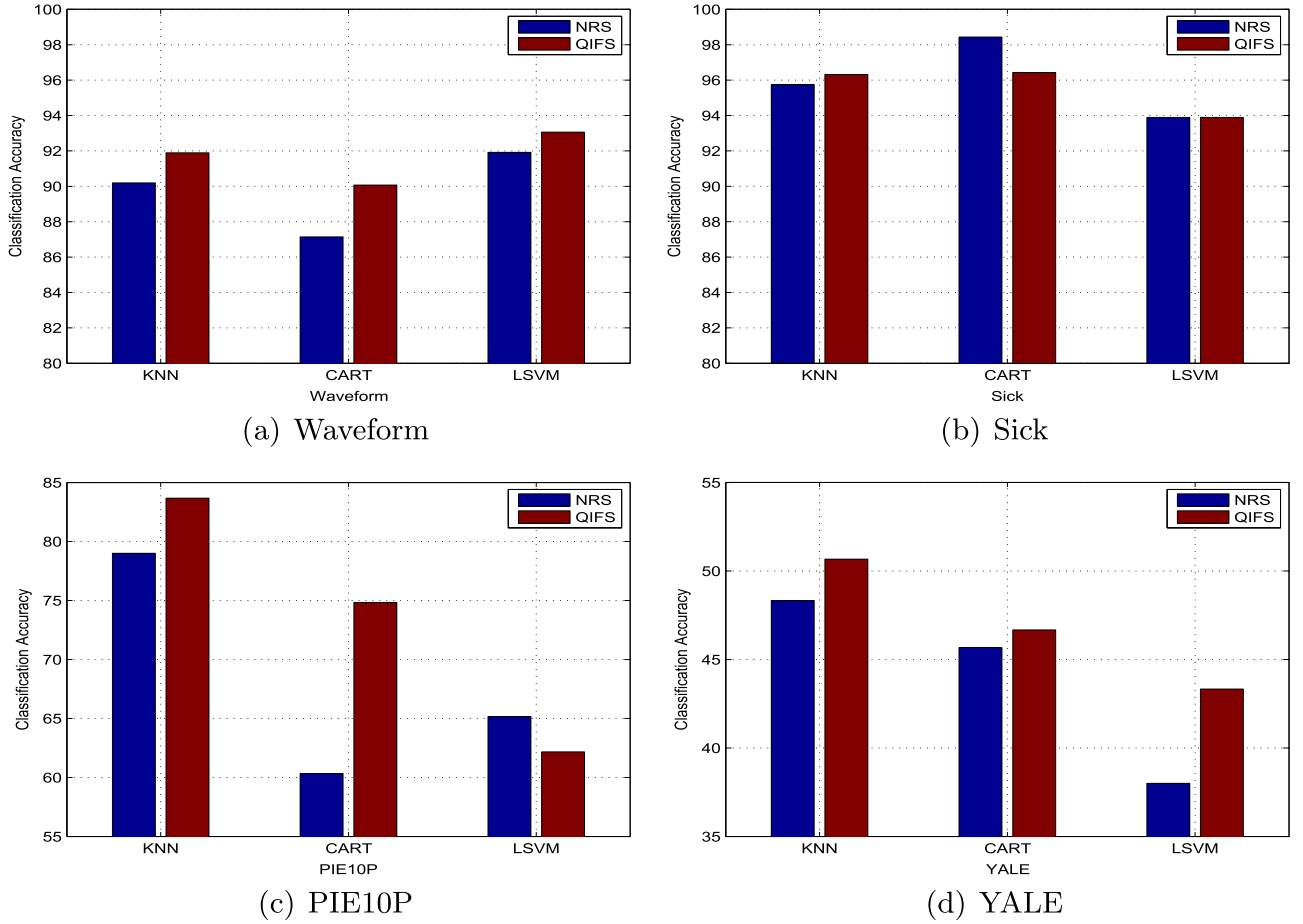 100
98
96
94
92
90
88
86
84
82
80
Classification Accuracy
NRS
QIFS
KNN CART LSVM
Waveform
(a) Waveform
100
98
96
94
92
90
88
86
84
82
80
Classification Accuracy
NRS
QIFS
KNN CART LSVM
Sick
(b) Sick
85
80
75
70
65
60
55
Classification Accuracy
NRS
QIFS
KNN CART LSVM
PIE10P
(c) PIE10P
55
50
45
40
35
Classification Accuracy
NRS
QIFS
KNN CART LSVM
YALE
(d) YALE